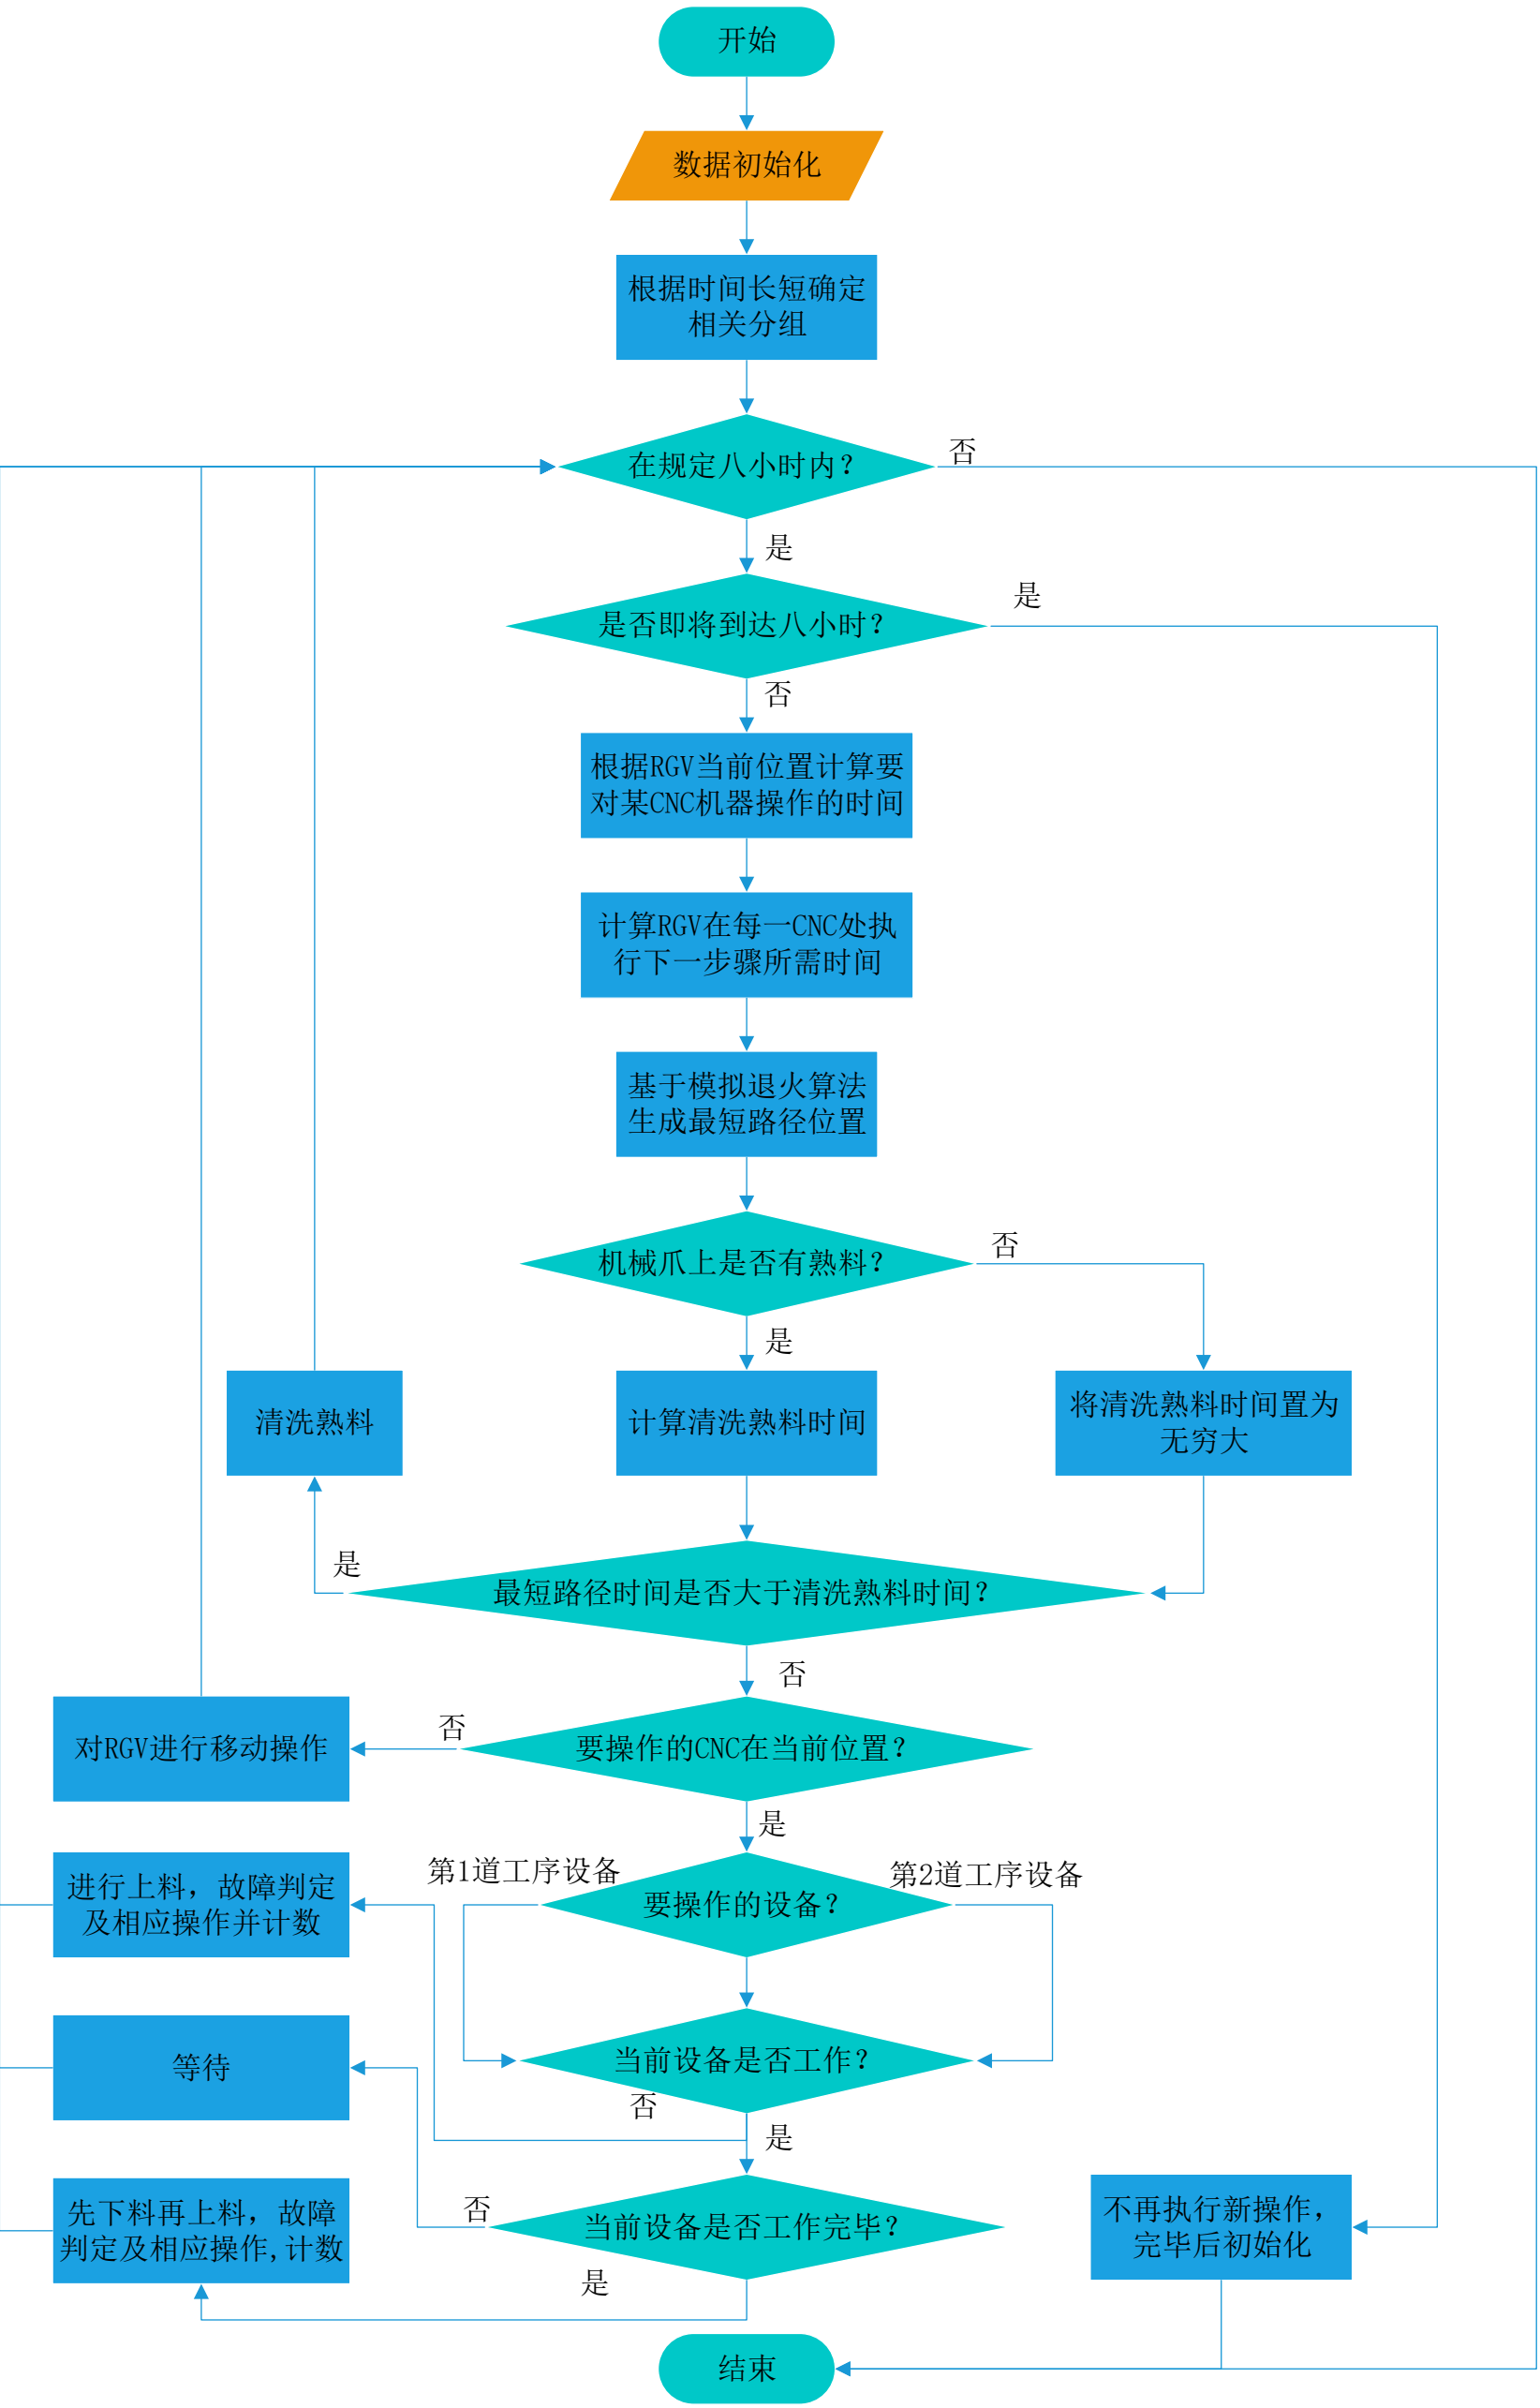 开始
数据初始化
根据时间长短确定
相关分组
在规定八小时内？
否
是
是否即将到达八小时？
是
否
根据RGV当前位置计算要
对某CNC机器操作的时间
计算RGV在每一CNC处执
行下一步骤所需时间
基于模拟退火算法
生成最短路径位置
机械爪上是否有熟料？
否
是
清洗熟料
计算清洗熟料时间
将清洗熟料时间置为
无穷大
是
最短路径时间是否大于清洗熟料时间？
否
对RGV进行移动操作
否
要操作的CNC在当前位置？
是
进行上料，故障判定
及相应操作并计数
第1道工序设备
要操作的设备？
第2道工序设备
等待
当前设备是否工作？
否
是
先下料再上料，故障
判定及相应操作,计数
否
当前设备是否工作完毕？
是
不再执行新操作，
完毕后初始化
结束